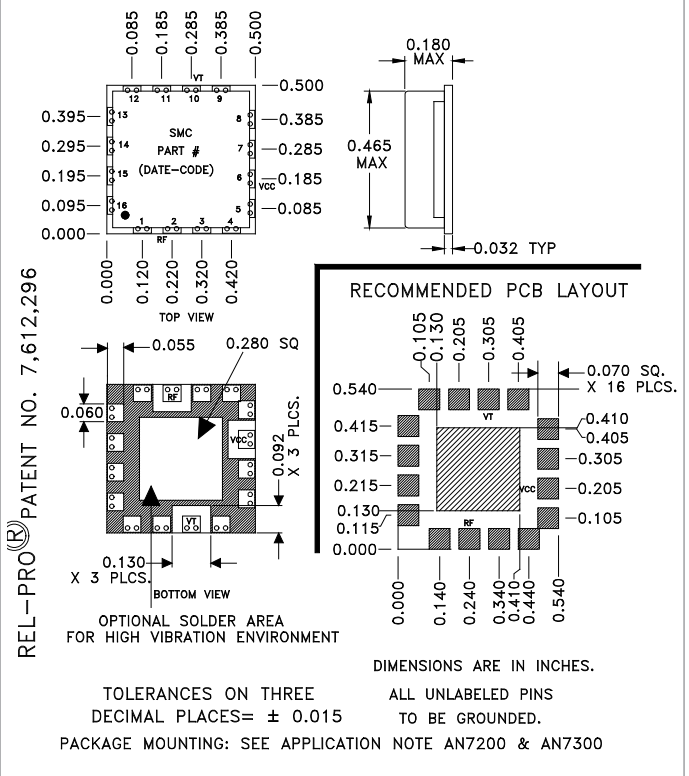 0.085 0.185 0.285 0.385 0.500
VT
12 11 10 9
0.500
0.395 13 8 0.385
SMC
0.295 14 PART # 7 0.285
(DATE-CODE)
0.195 15 6 0.185
VCC
0.095 16 5 0.085
1 2 3 4
0.000 RF
0.000 0.120 0.220 0.320 0.420
TOP VIEW
0.180
MAX
0.465
MAX
0.032 TYP
REL-PRO® PATENT NO. 7,612,296
0.055
0.280 SQ
RF
0.060
VCC
0.092
X 3 PLCS.
VT
0.130
X 3 PLCS.
BOTTOM VIEW
OPTIONAL SOLDER AREA
FOR HIGH VIBRATION ENVIRONMENT
RECOMMENDED PCB LAYOUT
0.105 0.130 0.205 0.305 0.405
0.070 SQ.
X 16 PLCS.
0.540
VT
0.415 0.410
0.405
0.315 0.305
0.215 VCC 0.205
0.130
0.115 RF 0.105
0.000
0.000 0.140 0.240 0.340 0.410 0.440 0.540
DIMENSIONS ARE IN INCHES.
TOLERANCES ON THREE
DECIMAL PLACES= ± 0.015
ALL UNLABELED PINS
TO BE GROUNDED.
PACKAGE MOUNTING: SEE APPLICATION NOTE AN7200 & AN7300